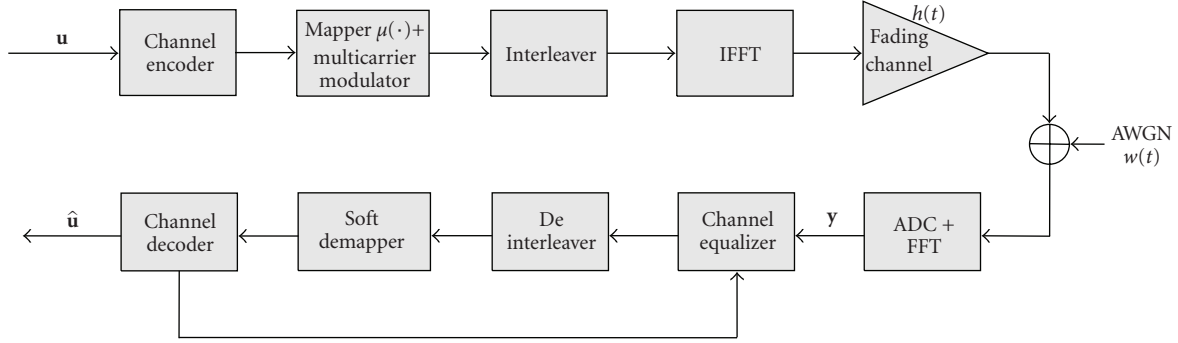 u
Channel
encoder
Mapper μ(·)+
multicarrier
modulator
Interleaver
IFFT
h(t)
Fading
channel
AWGN
w(t)
û
Channel
decoder
Soft
demapper
De
interleaver
Channel
equalizer
y
ADC +
FFT